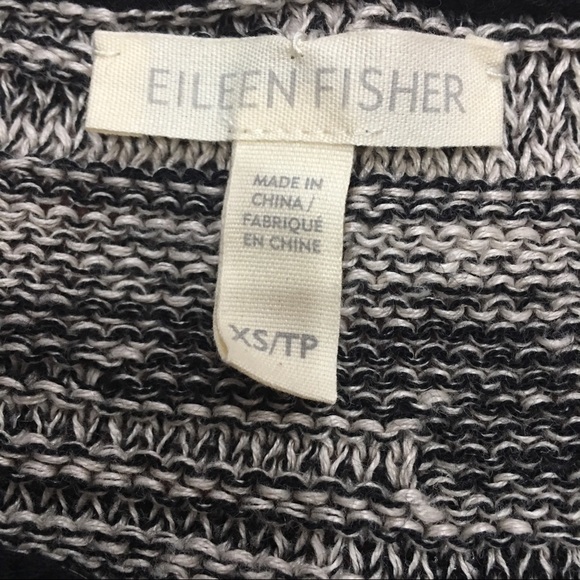 EILEEN FISHER
MADE IN
CHINA /
FABRIQUÉ
EN CHINE
XS/TP